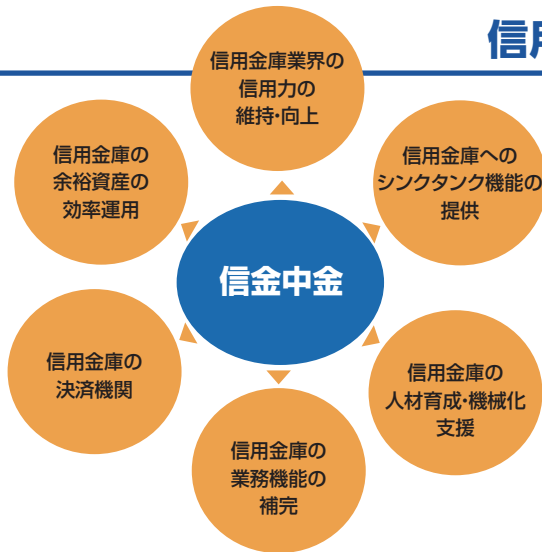 信用
信用金庫業界の
信用力の
維持・向上
信用金庫の
余裕資産の
効率運用
信用金庫への
シンクタンク機能の
提供
信金中金
信用金庫の
決済機関
信用金庫の
人材育成・機械化
支援
信用金庫の
業務機能の
補完